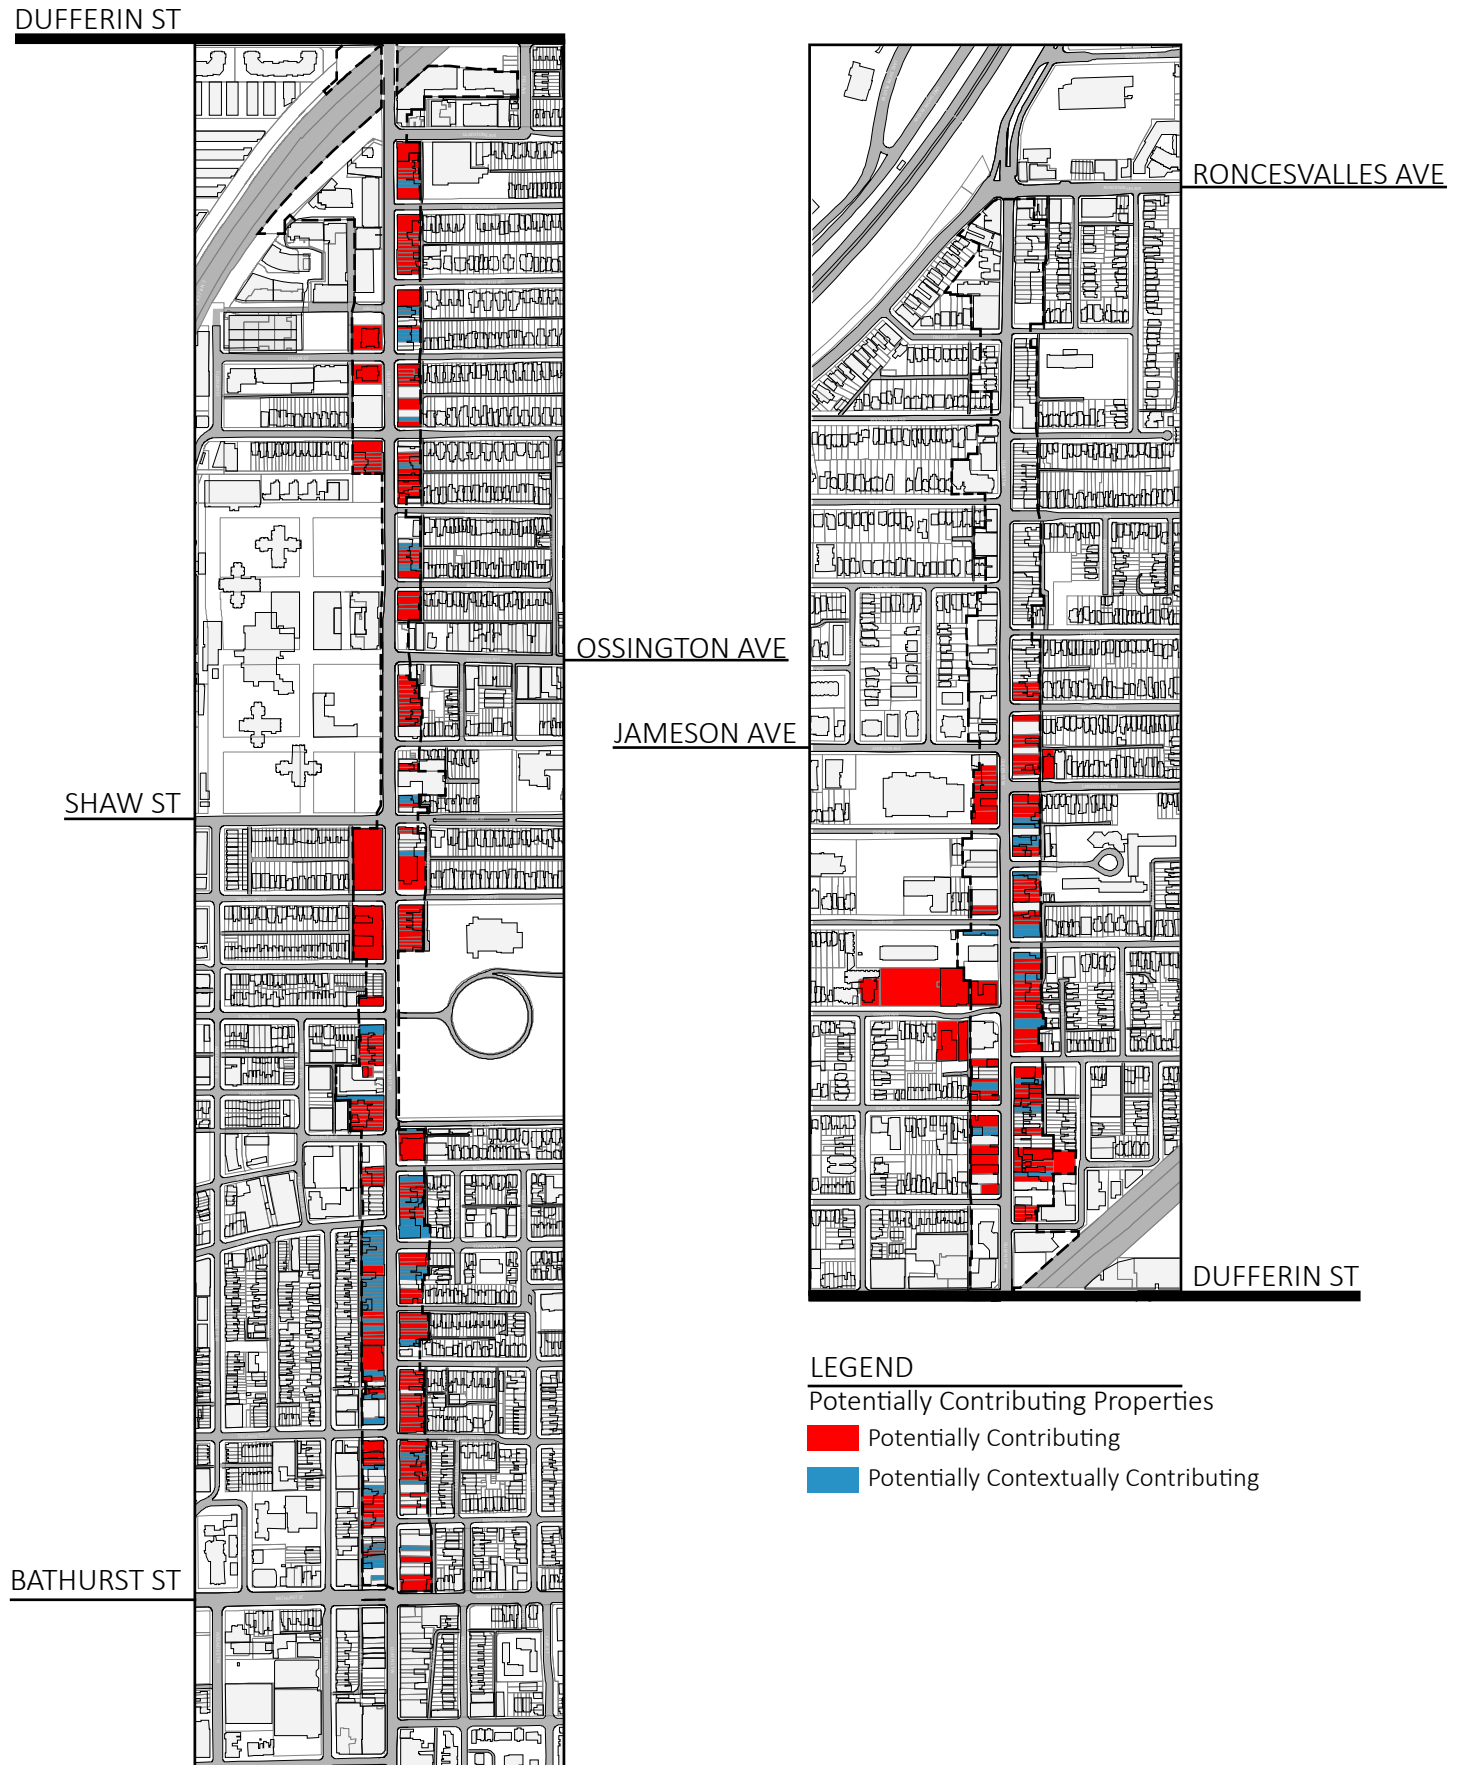 DUFFERIN ST
RONCESVALLES AVE
OSSINGTON AVE
JAMESON AVE
SHAW ST
DUFFERIN ST
LEGEND
Potentially Contributing Properties
Potentially Contributing
Potentially Contextually Contributing
BATHURST ST